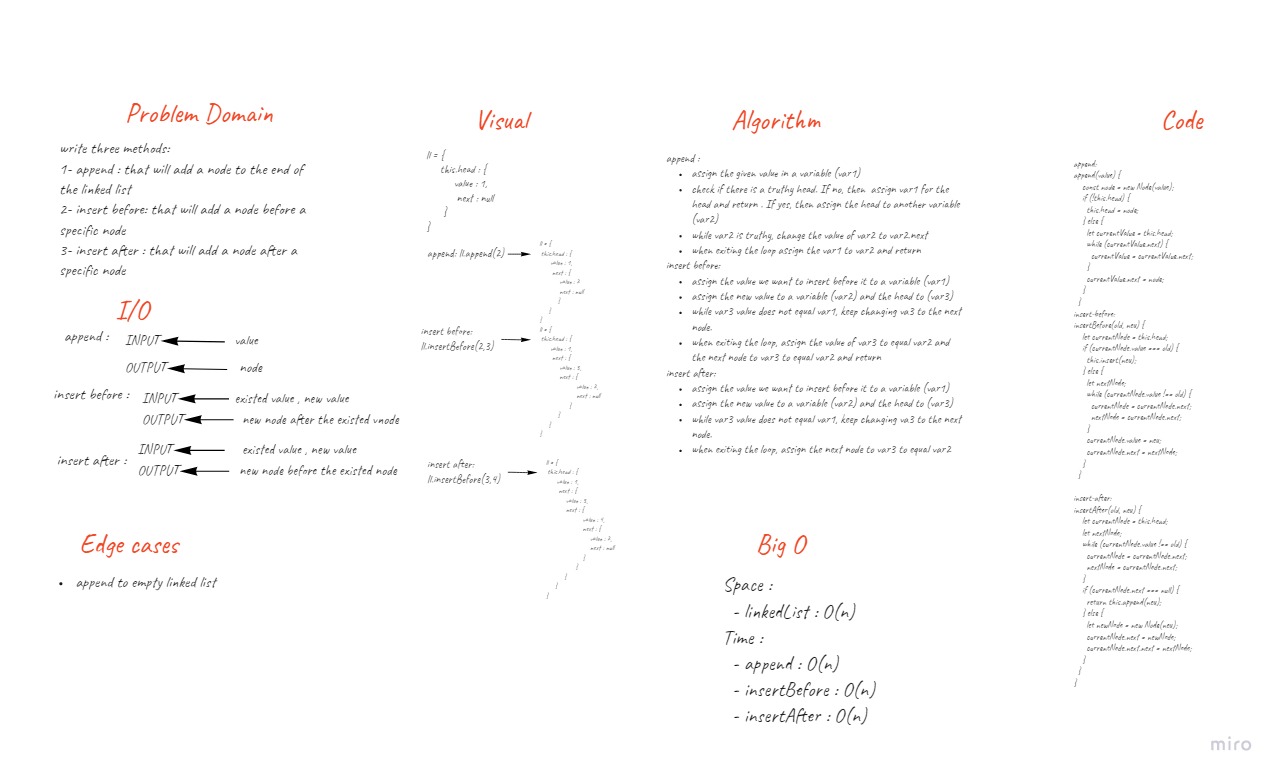 Problem Domain
write three methods:
1- append : that will add a node to the end of
the linked list
2- insert before: that will add a node before a
specific node
3- insert after : that will add a node after a
specific node
I/O
append :
INPUT
value
OUTPUT
node
insert before :
INPUT
existed value , new value
OUTPUT
new node after the existed vnode
insert after :
INPUT
existed value , new value
OUTPUT
new node before the existed node
Edge cases
• append to empty linked list
Visual
ll = {
this.head : {
value : 1,
next : null
}
}
append: ll.append(2)
ll = {
this.head : {
value : 1,
next : {
value : 2
next : null
}
}
}
insert before:
ll.insertBefore(2,3)
ll = {
this.head : {
value : 1,
next : {
value : 3,
next : {
value : 2,
next : null
}
}
}
}
insert after:
ll.insertBefore(3,4)
ll = {
this.head : {
value : 1,
next : {
value : 3,
next : {
value : 4,
next : {
value : 2,
next : null
}
}
}
}
}
Algorithm
append :
• assign the given value in a variable (var1)
• check if there is a truthy head. If no, then assign var1 for the
head and return . If yes, then assign the head to another variable
(var2)
• while var2 is truthy, change the value of var2 to var2.next
• when exiting the loop assign the var1 to var2 and return
insert before:
• assign the value we want to insert before it to a variable (var1)
• assign the new value to a variable (var2) and the head to (var3)
• while var3 value does not equal var1, keep changing va3 to the next
node.
• when exiting the loop, assign the value of var3 to equal var2 and
the next node to var3 to equal var2 and return
insert after:
• assign the value we want to insert before it to a variable (var1)
• assign the new value to a variable (var2) and the head to (var3)
• while var3 value does not equal var1, keep changing va3 to the next
node.
• when exiting the loop, assign the next node to var3 to equal var2
Big O
Space :
- linkedList : O(n)
Time :
- append : O(n)
- insertBefore : O(n)
- insertAfter : O(n)
Code
append:
append(value) {
const node = new Node(value);
if (!this.head) {
this.head = node;
} else {
let currentValue = this.head;
while (currentValue.next) {
currentValue = currentValue.next;
}
currentValue.next = node;
}
}
insert-before:
insertBefore(old, neu) {
let currentNode = this.head;
if (currentNode.value === old) {
this.insert(neu);
} else {
let nextNode;
while (currentNode.value !== old) {
currentNode = currentNode.next;
nextNode = currentNode.next;
}
currentNode.value = neu;
currentNode.next = nextNode;
}
}
insert-after:
insertAfter(old, neu) {
let currentNode = this.head;
let nextNode;
while (currentNode.value !== old) {
currentNode = currentNode.next;
nextNode = currentNode.next;
}
if (currentNode.next === null) {
return this.append(neu);
} else {
let newNode = new Node(neu);
currentNode.next = newNode;
currentNode.next.next = nextNode;
}
}
}
miro